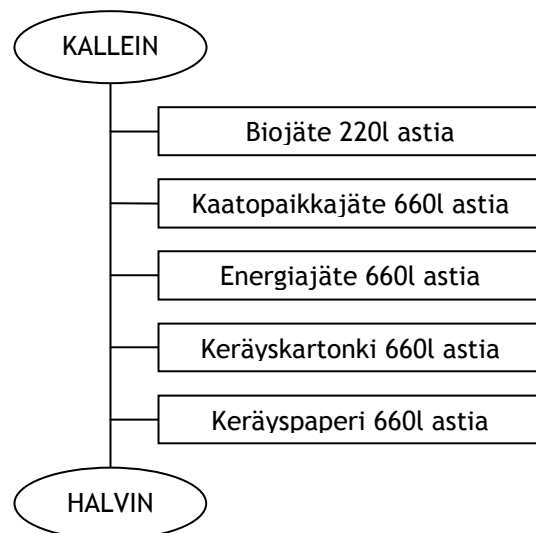 KALLEIN
Biojäte 220l astia
Kaatopaikkajäte 660l astia
Energiajäte 660l astia
Keräyskartonki 660l astia
Keräyspaperi 660l astia
HALVIN